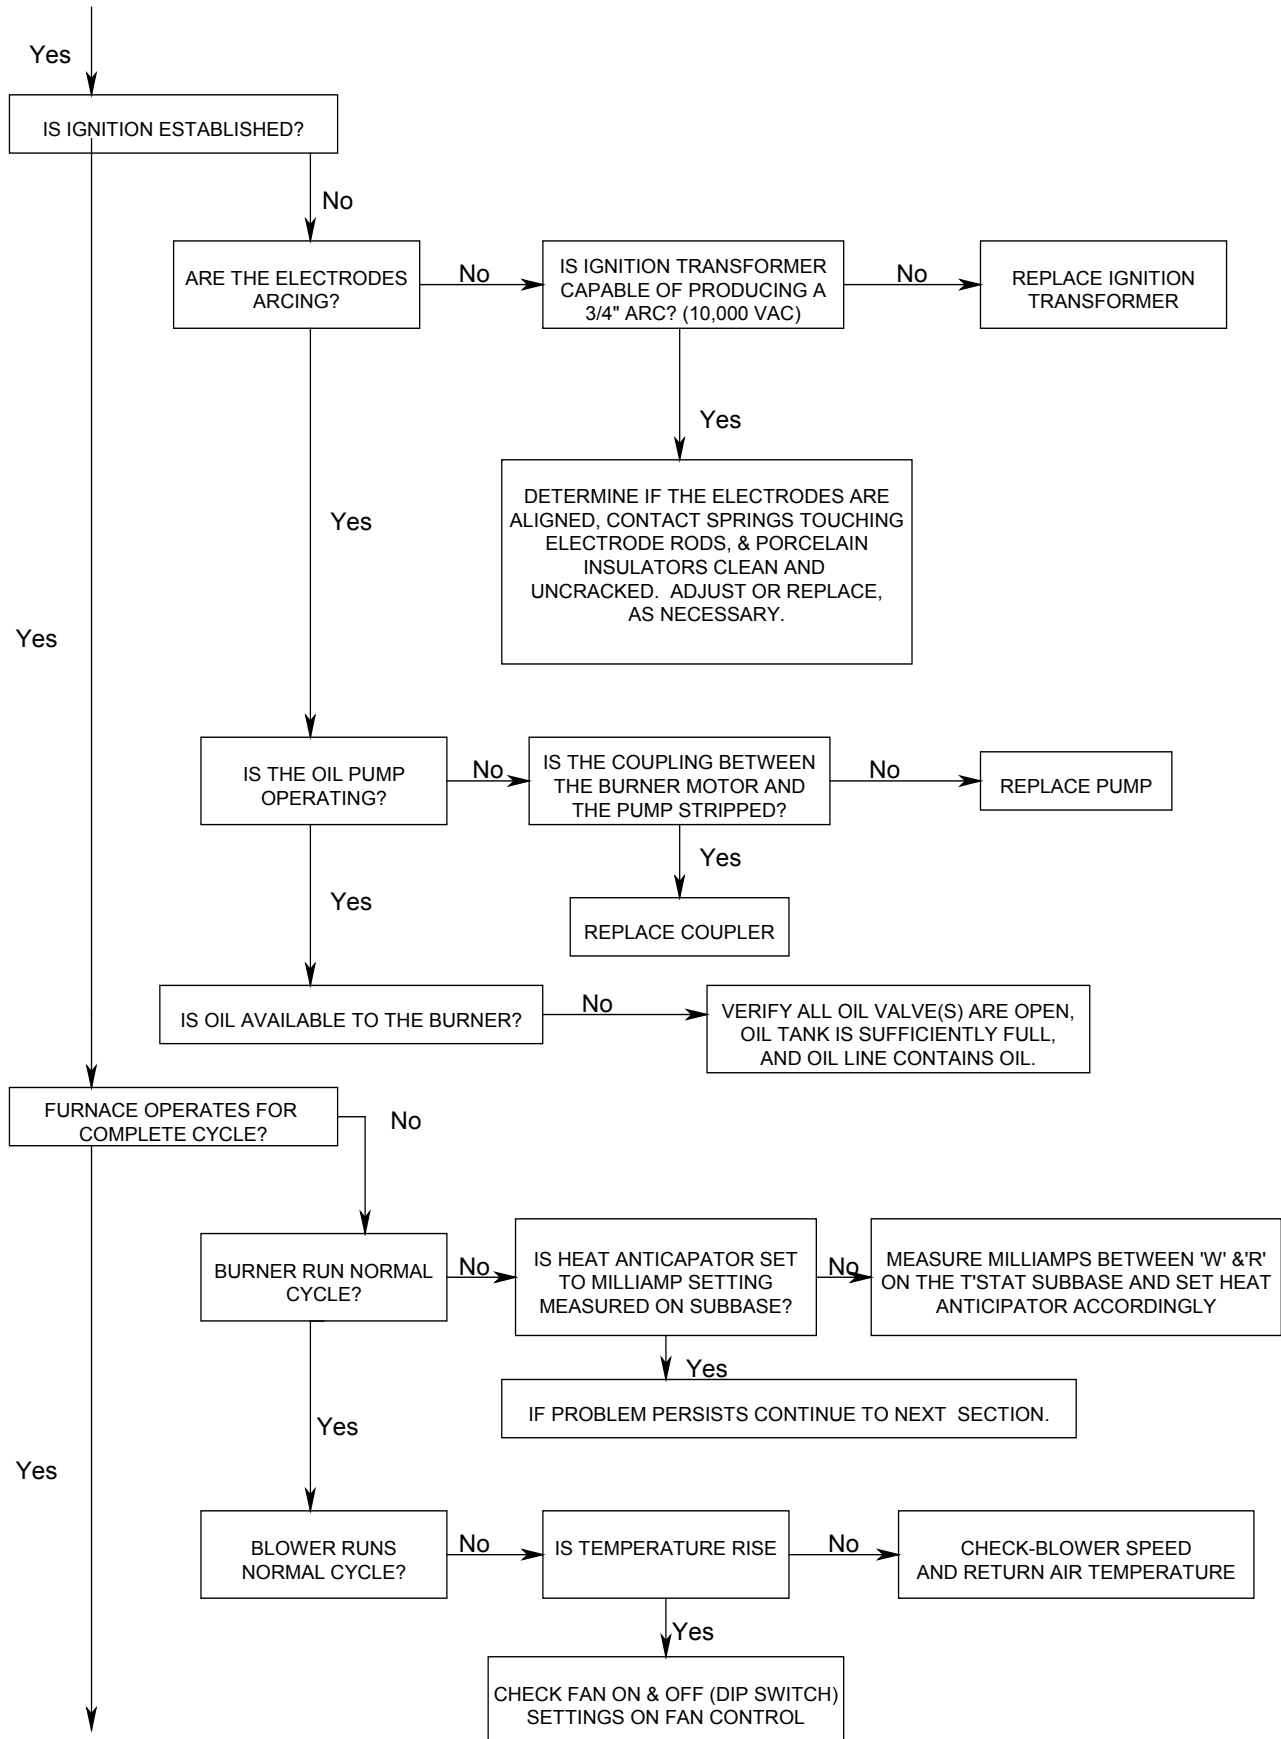 Yes
IS IGNITION ESTABLISHED?
No
ARE THE ELECTRODES
ARCING?
No
IS IGNITION TRANSFORMER
CAPABLE OF PRODUCING A
3/4" ARC? (10,000 VAC)
No
REPLACE IGNITION
TRANSFORMER
Yes
DETERMINE IF THE ELECTRODES ARE
ALIGNED, CONTACT SPRINGS TOUCHING
ELECTRODE RODS, & PORCELAIN
INSULATORS CLEAN AND
UNCRACKED. ADJUST OR REPLACE,
AS NECESSARY.
Yes
Yes
IS THE OIL PUMP
OPERATING?
No
IS THE COUPLING BETWEEN
THE BURNER MOTOR AND
THE PUMP STRIPPED?
No
REPLACE PUMP
Yes
REPLACE COUPLER
Yes
IS OIL AVAILABLE TO THE BURNER?
No
VERIFY ALL OIL VALVE(S) ARE OPEN,
OIL TANK IS SUFFICIENTLY FULL,
AND OIL LINE CONTAINS OIL.
FURNACE OPERATES FOR
COMPLETE CYCLE?
No
BURNER RUN NORMAL
CYCLE?
No
IS HEAT ANTICAPATOR SET
TO MILLIAMP SETTING
MEASURED ON SUBBASE?
No
MEASURE MILLIAMPS BETWEEN 'W' &'R'
ON THE T'STAT SUBBASE AND SET HEAT
ANTICIPATOR ACCORDINGLY
Yes
IF PROBLEM PERSISTS CONTINUE TO NEXT SECTION.
Yes
Yes
BLOWER RUNS
NORMAL CYCLE?
No
IS TEMPERATURE RISE
No
CHECK-BLOWER SPEED
AND RETURN AIR TEMPERATURE
Yes
CHECK FAN ON & OFF (DIP SWITCH)
SETTINGS ON FAN CONTROL